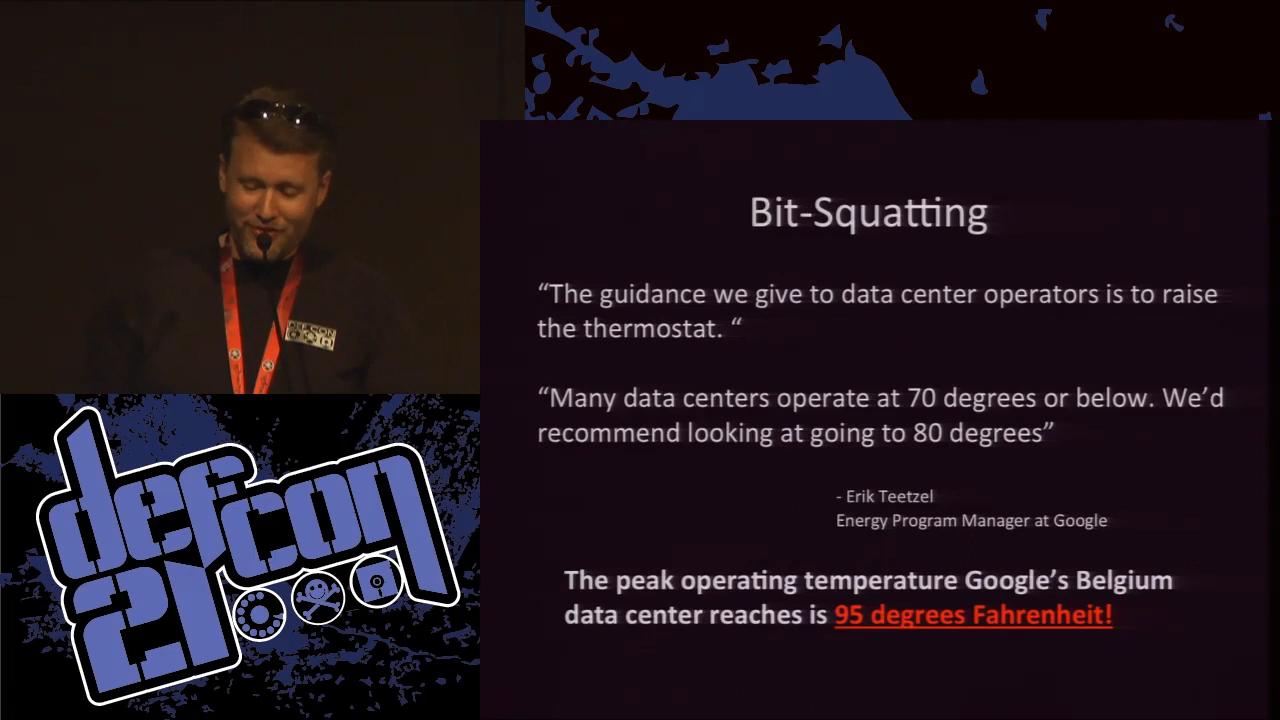 DEF CON
Bit-Squatting
“The guidance we give to data center operators is to raise
the thermostat. “
“Many data centers operate at 70 degrees or below. We’d
recommend looking at going to 80 degrees”
- Erik Teetzel
Energy Program Manager at Google
The peak operating temperature Google’s Belgium
data center reaches is 95 degrees Fahrenheit!
defcon
21